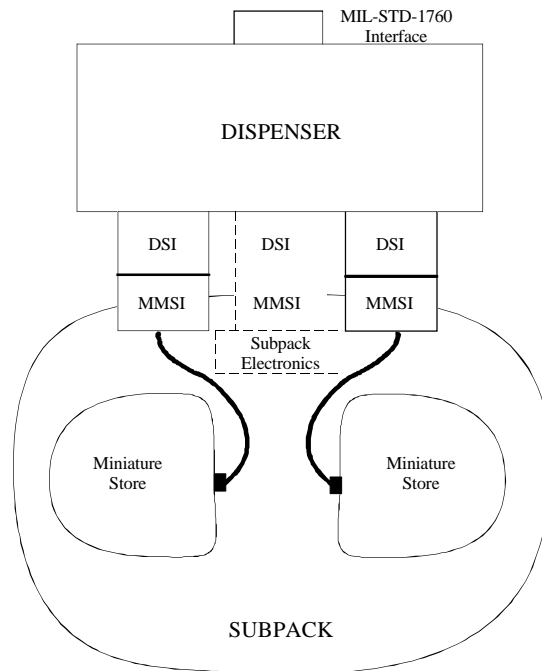 MIL-STD-1760
Interface
DISPENSER
DSI
DSI
DSI
MMSI
MMSI
MMSI
Subpack
Electronics
Miniature
Store
Miniature
Store
SUBPACK